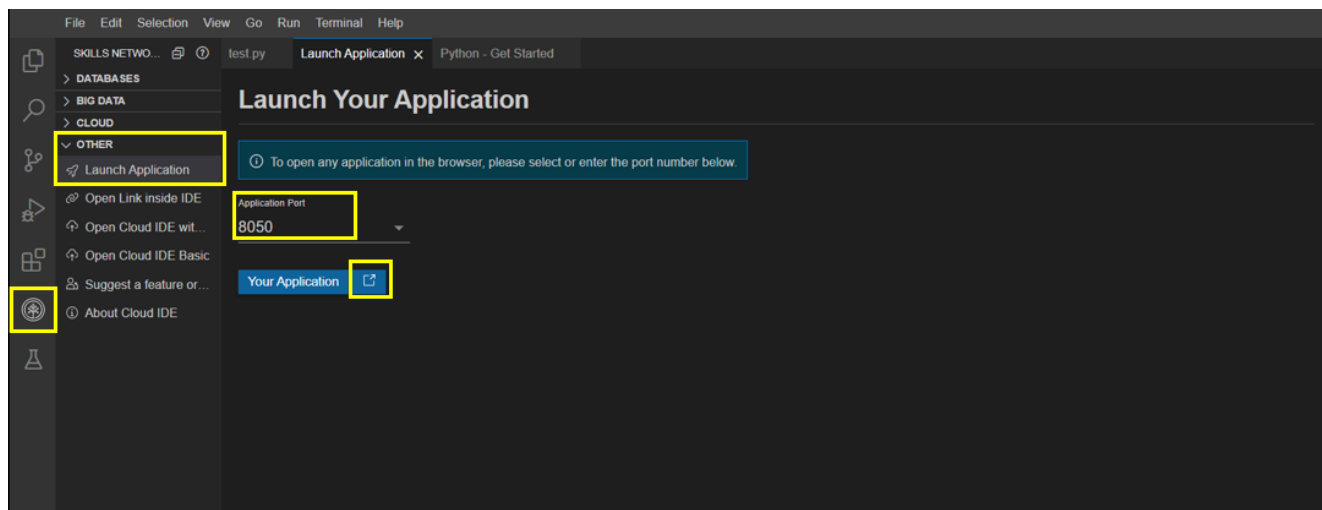 File Edit Selection View Go Run Terminal Help
SKILLS NETWO...
test.py Launch Application Python - Get Started
DATABASES
BIG DATA
CLOUD
OTHER
Launch Application
Open Link inside IDE
Open Cloud IDE wit...
Open Cloud IDE Basic
Suggest a feature or...
About Cloud IDE
Launch Your Application
To open any application in the browser, please select or enter the port number below.
Application Port
8050
Your Application